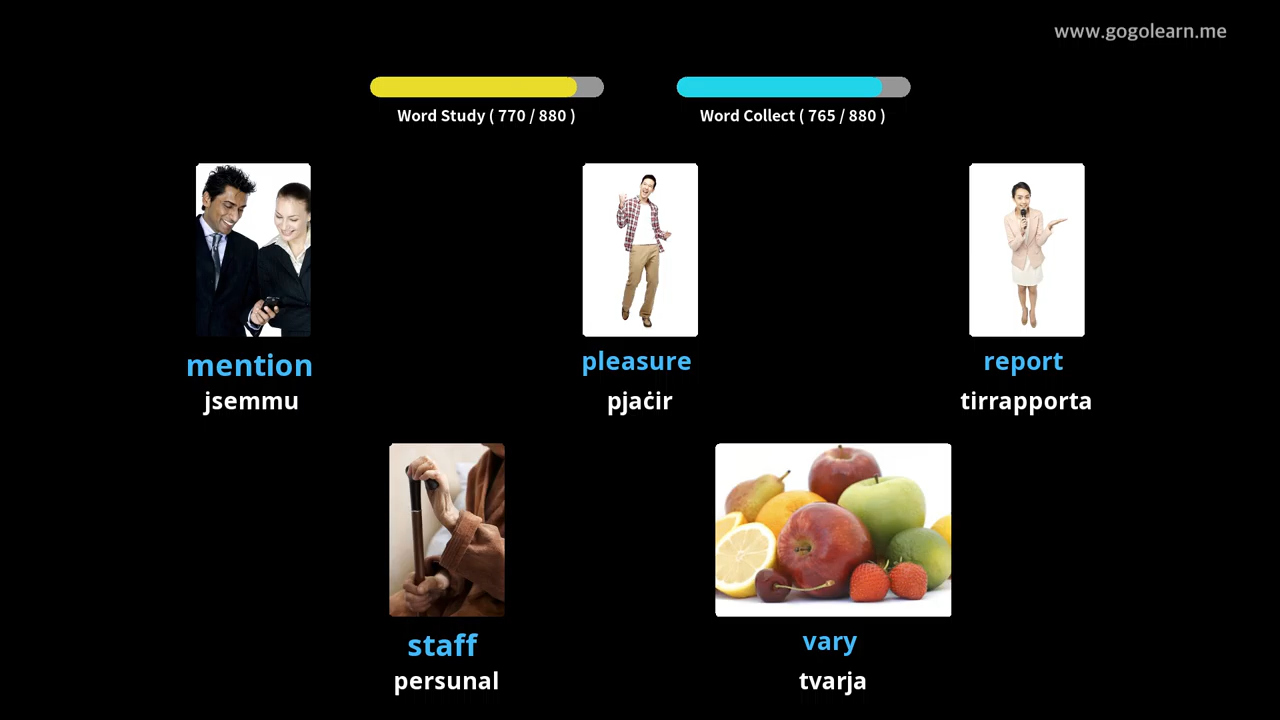 www.gogolearn.me
Word Study ( 770 / 880 )
Word Collect ( 765 / 880 )
mention
jsemmu
pleasure
pjaċir
report
tirrapporta
staff
persunal
vary
tvarja